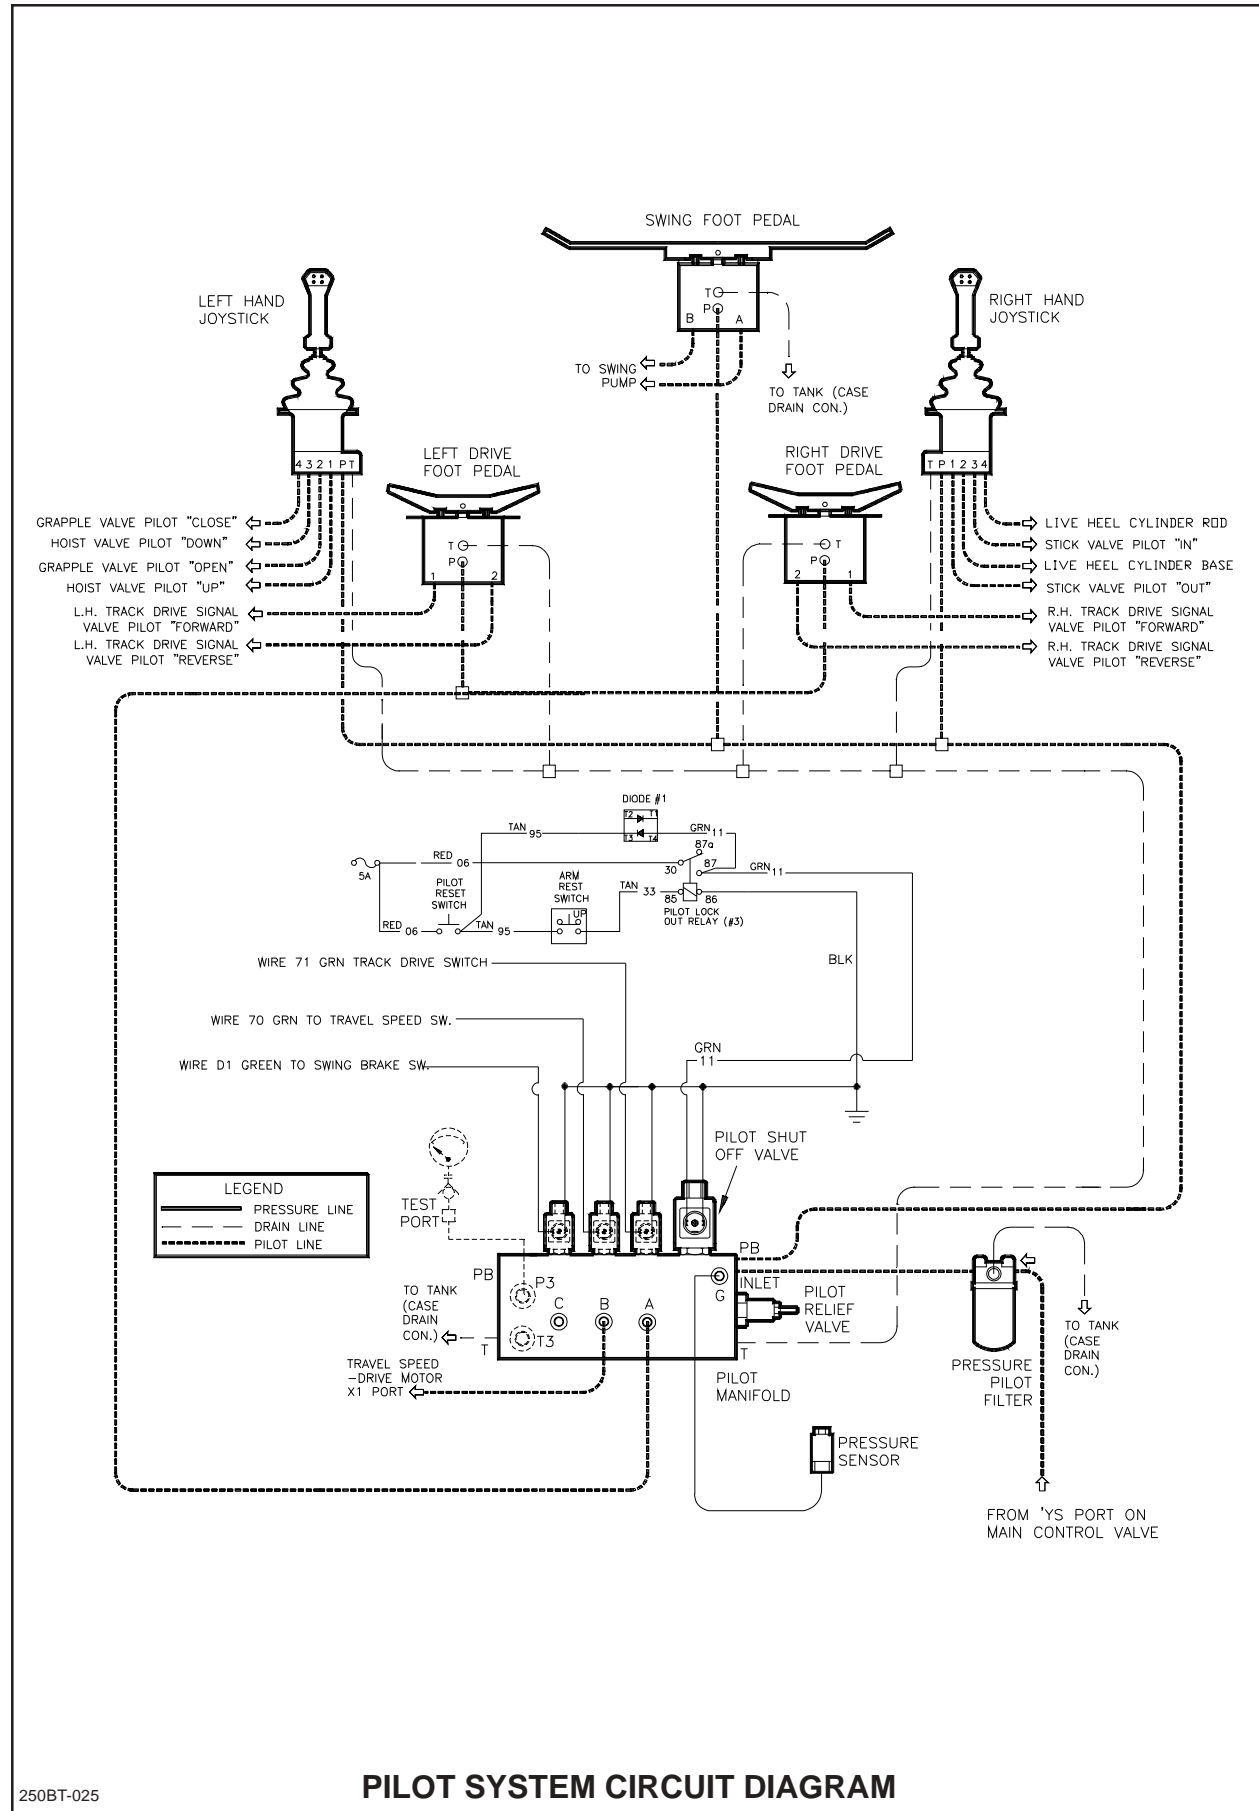 SWING FOOT PEDAL
LEFT HAND
JOYSTICK
RIGHT HAND
JOYSTICK
T
P
B
A
TO SWING
PUMP
TO TANK (CASE
DRAIN CON.)
4 3 2 1 P T
T P 1 2 3 4
LEFT DRIVE
FOOT PEDAL
RIGHT DRIVE
FOOT PEDAL
GRAPPLE VALVE PILOT "CLOSE"
HOIST VALVE PILOT "DOWN"
GRAPPLE VALVE PILOT "OPEN"
HOIST VALVE PILOT "UP"
L.H. TRACK DRIVE SIGNAL
VALVE PILOT "FORWARD"
L.H. TRACK DRIVE SIGNAL
VALVE PILOT "REVERSE"
T
P
1
2
T
P
2
1
LIVE HEEL CYLINDER ROD
STICK VALVE PILOT "IN"
LIVE HEEL CYLINDER BASE
STICK VALVE PILOT "OUT"
R.H. TRACK DRIVE SIGNAL
VALVE PILOT "FORWARD"
R.H. TRACK DRIVE SIGNAL
VALVE PILOT "REVERSE"
DIODE #1
T2 T1
T3 T4
TAN 95
GRN 11
87a
87
30
GRN 11
5A
RED 06
PILOT
RESET
SWITCH
ARM
REST
SWITCH
UP
TAN 33
85
86
PILOT LOCK
OUT RELAY (#3)
RED 06
TAN 95
BLK
WIRE 71 GRN TRACK DRIVE SWITCH
WIRE 70 GRN TO TRAVEL SPEED SW.
WIRE D1 GREEN TO SWING BRAKE SW.
GRN
11
PILOT SHUT
OFF VALVE
LEGEND
PRESSURE LINE
DRAIN LINE
PILOT LINE
TEST
PORT
PB
PB
P3
INLET
G
C
B
A
T3
T
T
TO TANK
(CASE
DRAIN
CON.)
PILOT
RELIEF
VALVE
TRAVEL SPEED
-DRIVE MOTOR
X1 PORT
PILOT
MANIFOLD
PRESSURE
PILOT
FILTER
TO TANK
(CASE
DRAIN
CON.)
PRESSURE
SENSOR
FROM 'YS PORT ON
MAIN CONTROL VALVE
250BT-025
PILOT SYSTEM CIRCUIT DIAGRAM